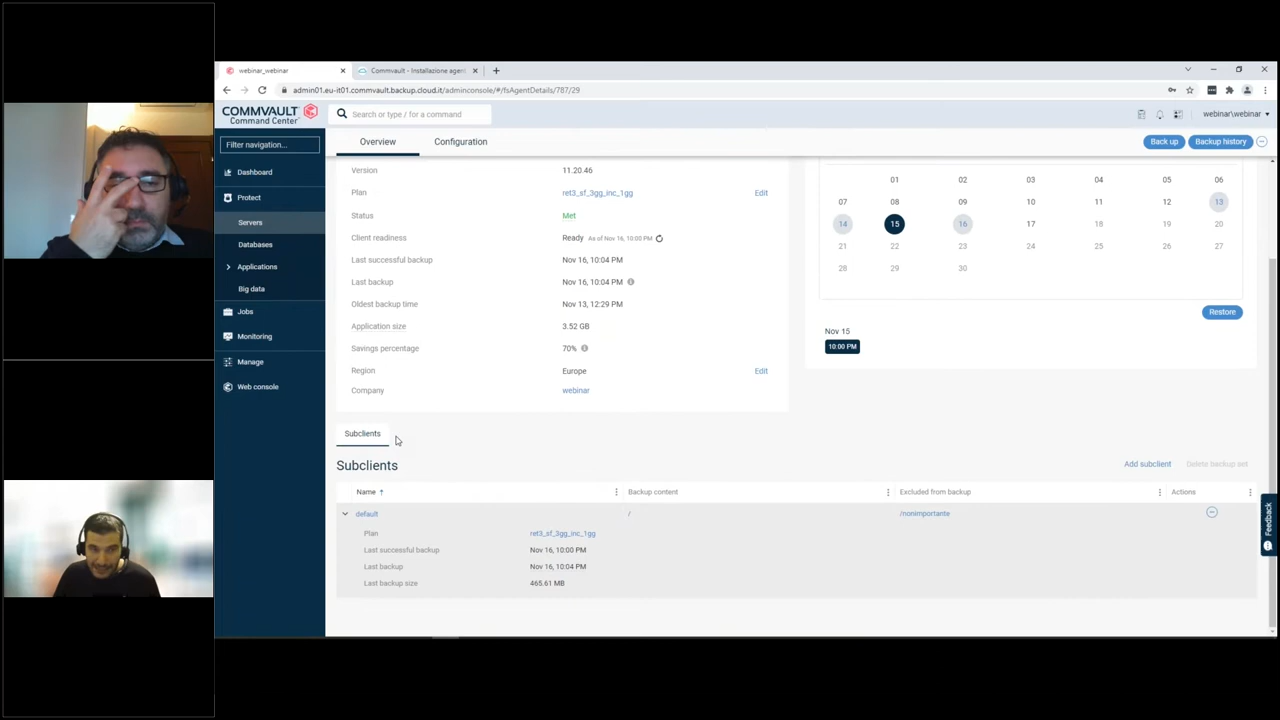 webinar_webinar
Commvault - Installazione agen
admin01.eu-it01.commvault.backup.cloud.it/adminconsole/#/fsAgentDetails/787/29
COMMVAULT
Command Center
Search or type / for a command
webinar\webinar
Filter navigation...
Dashboard
Protect
Servers
Databases
Applications
Big data
Jobs
Monitoring
Manage
Web console
Overview
Configuration
Back up
Backup history
Version 11.20.46
Plan ret3_sf_3gg_inc_1gg Edit
Status Met
Client readiness Ready As of Nov 16, 10:00 PM
Last successful backup Nov 16, 10:04 PM
Last backup Nov 16, 10:04 PM
Oldest backup time Nov 13, 12:29 PM
Application size 3.52 GB
Savings percentage 70%
Region Europe Edit
Company webinar
01 02 03 04 05 06
07 08 09 10 11 12 13
14 15 16 17 18 19 20
21 22 23 24 25 26 27
28 29 30
Restore
Nov 15
10:00 PM
Subclients
Subclients
Add subclient Delete backup set
Name Backup content Excluded from backup Actions
default / /nonimportante
Plan ret3_sf_3gg_inc_1gg
Last successful backup Nov 16, 10:00 PM
Last backup Nov 16, 10:04 PM
Last backup size 465.61 MB
Feedback